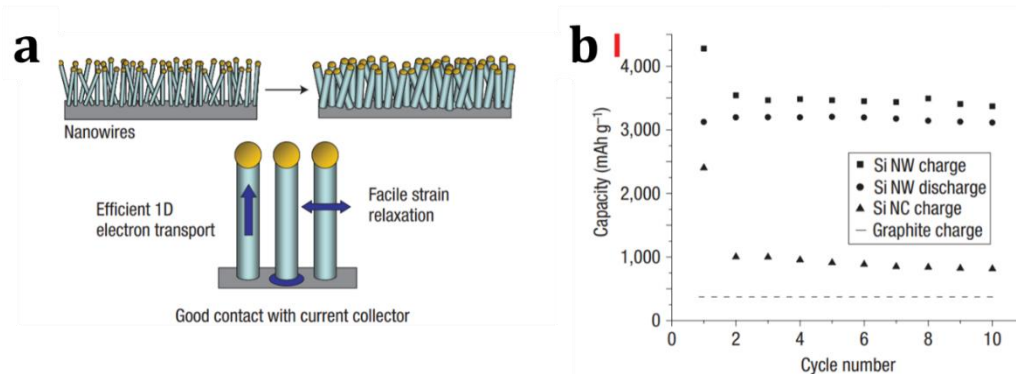 a
Nanowires
Efficient 1D
electron transport
Facile strain
relaxation
Good contact with current collector
b
Capacity (mAh g⁻¹)
4,000
3,000
2,000
1,000
0
Si NW charge
Si NW discharge
Si NC charge
Graphite charge
0 2 4 6 8 10
Cycle number